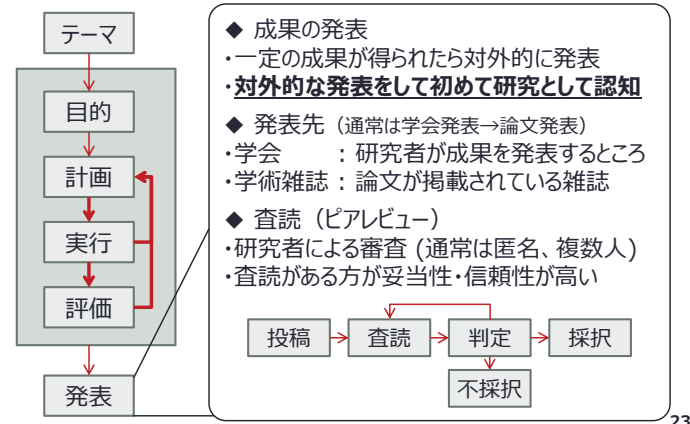 テーマ
目的
計画
実行
評価
発表
◆ 成果の発表
・一定の成果が得られたら対外的に発表
・対外的な発表をして初めて研究として認知
◆ 発表先（通常は学会発表→論文発表）
・学会　　：研究者が成果を発表するところ
・学術雑誌：論文が掲載されている雑誌
◆ 査読（ピアレビュー）
・研究者による審査 (通常は匿名、複数人)
・査読がある方が妥当性・信頼性が高い
投稿 査読 判定 採択
不採択
23